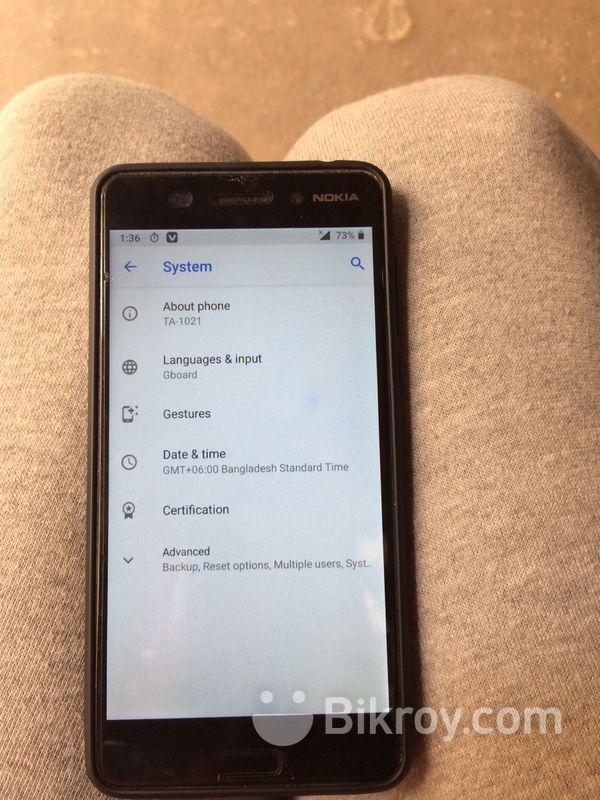 NOKIA
1:36 73%
System
About phone
TA-1021
Languages & input
Gboard
Gestures
Date & time
GMT+06:00 Bangladesh Standard Time
Certification
Advanced
Backup, Reset options, Multiple users, Syst..
Bikroy.com